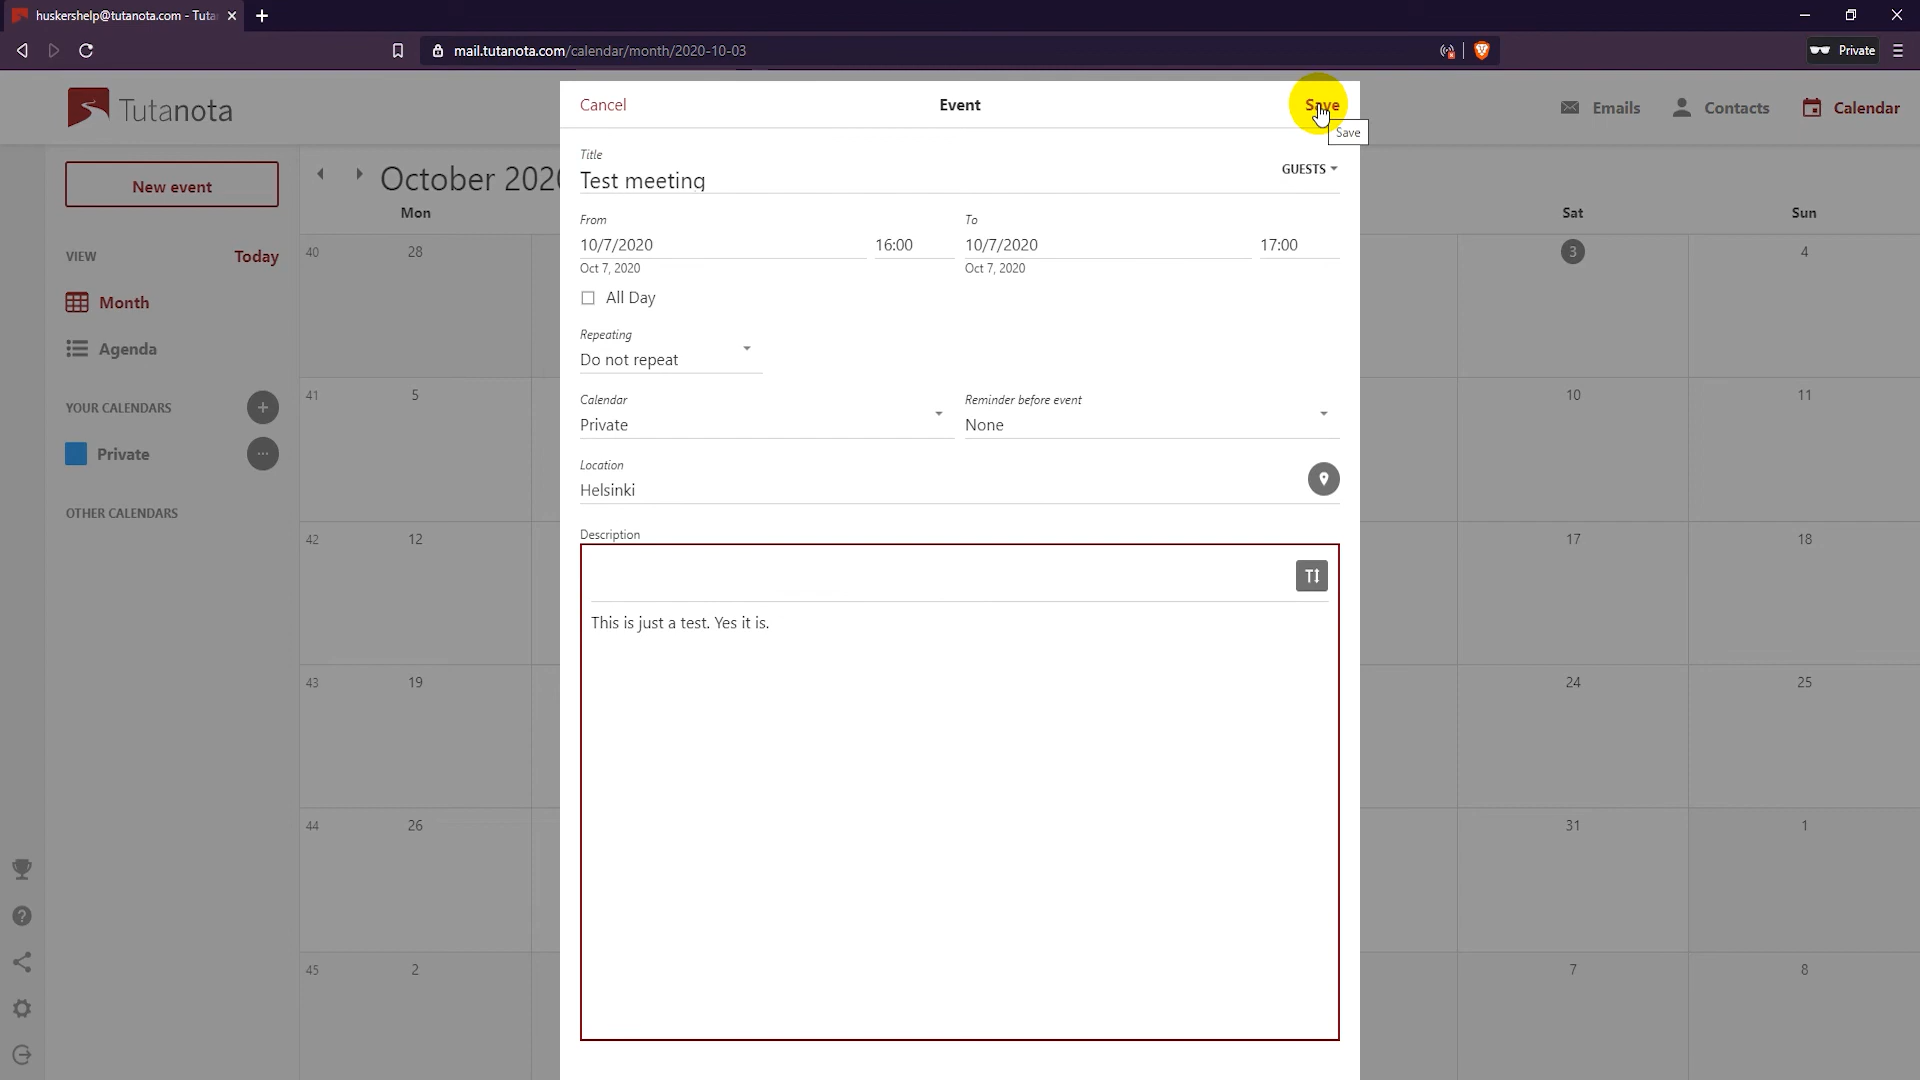 huskershelp@tutanota.com - Tuta
mail.tutanota.com/calendar/month/2020-10-03
Private
Tutanota
Cancel
Event
Save
Save
Emails
Contacts
Calendar
New event
October 2020
Title
Test meeting
GUESTS
Mon
Sat
Sun
From
10/7/2020
16:00
Oct 7, 2020
To
10/7/2020
17:00
Oct 7, 2020
All Day
VIEW
Today
Month
Agenda
Repeating
Do not repeat
YOUR CALENDARS
Private
OTHER CALENDARS
Calendar
Private
Reminder before event
None
Location
Helsinki
Description
This is just a test. Yes it is.
40 28 3 4
41 5 10 11
42 12 17 18
43 19 24 25
44 26 31 1
45 2 7 8